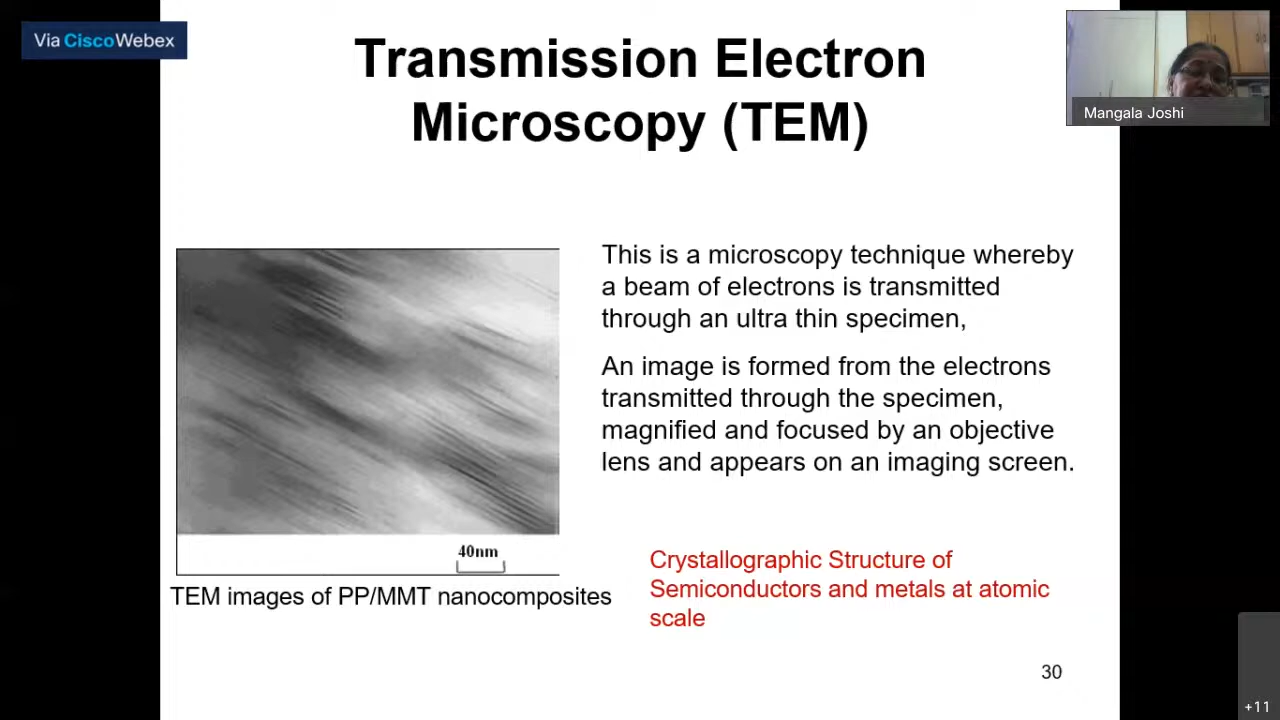 Via CiscoWebex
Transmission Electron
Microscopy (TEM)
Mangala Joshi
This is a microscopy technique whereby
a beam of electrons is transmitted
through an ultra thin specimen,
An image is formed from the electrons
transmitted through the specimen,
magnified and focused by an objective
lens and appears on an imaging screen.
40nm
TEM images of PP/MMT nanocomposites
Crystallographic Structure of
Semiconductors and metals at atomic
scale
30
+11